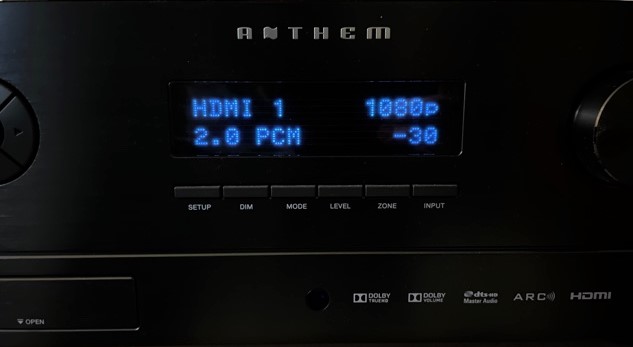 ANTHEM
HDMI 1 1080p
2.0 PCM -30
SETUP DIM MODE LEVEL ZONE INPUT
DOLBY TRUEHD DOLBY VOLUME dts-HD Master Audio ARC HDMI
OPEN